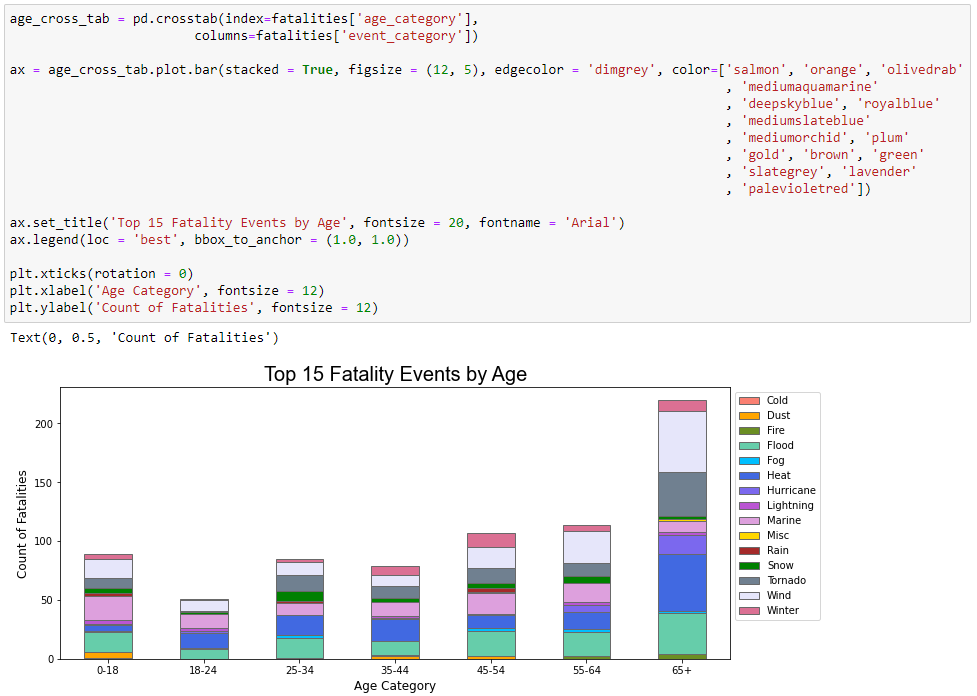 age_cross_tab = pd.crosstab(index=fatalities['age_category'],
columns=fatalities['event_category'])
ax = age_cross_tab.plot.bar(stacked = True, figsize = (12, 5), edgecolor = 'dimgrey', color=['salmon', 'orange', 'olivedrab'
, 'mediumaquamarine'
, 'deepskyblue', 'royalblue'
, 'mediumslateblue'
, 'mediumorchid', 'plum'
, 'gold', 'brown', 'green'
, 'slategrey', 'lavender'
, 'palevioletred'])
ax.set_title('Top 15 Fatality Events by Age', fontsize = 20, fontname = 'Arial')
ax.legend(loc = 'best', bbox_to_anchor = (1.0, 1.0))
plt.xticks(rotation = 0)
plt.xlabel('Age Category', fontsize = 12)
plt.ylabel('Count of Fatalities', fontsize = 12)
Text(0, 0.5, 'Count of Fatalities')
Top 15 Fatality Events by Age
Count of Fatalities
200
150
100
50
0
0-18 18-24 25-34 35-44 45-54 55-64 65+
Age Category
Cold
Dust
Fire
Flood
Fog
Heat
Hurricane
Lightning
Marine
Misc
Rain
Snow
Tornado
Wind
Winter